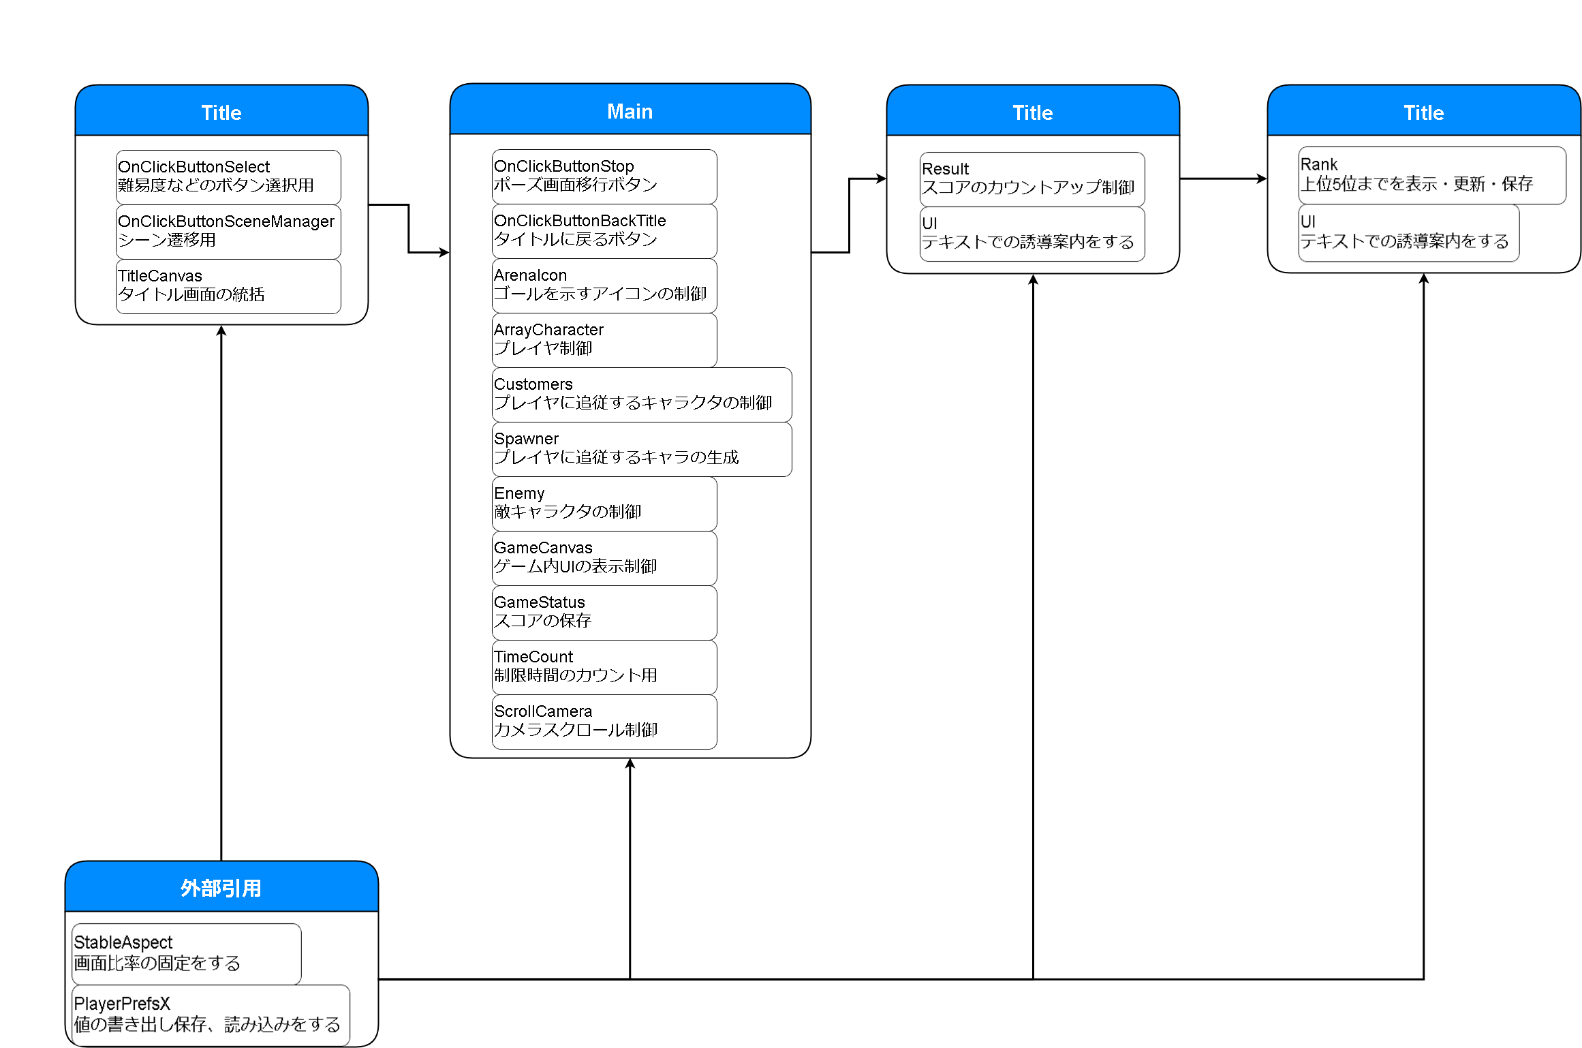 Title
OnClickButtonSelect
難易度などのボタン選択用
OnClickButtonSceneManager
シーン遷移用
TitleCanvas
タイトル画面の統括
Main
OnClickButtonStop
ポーズ画面移行ボタン
OnClickButtonBackTitle
タイトルに戻るボタン
ArenaIcon
ゴールを示すアイコンの制御
ArrayCharacter
プレイヤ制御
Customers
プレイヤに追従するキャラクタの制御
Spawner
プレイヤに追従するキャラの生成
Enemy
敵キャラクタの制御
GameCanvas
ゲーム内UIの表示制御
GameStatus
スコアの保存
TimeCount
制限時間のカウント用
ScrollCamera
カメラスクロール制御
Title
Result
スコアのカウントアップ制御
UI
テキストでの誘導案内をする
Title
Rank
上位5位までを表示・更新・保存
UI
テキストでの誘導案内をする
外部引用
StableAspect
画面比率の固定をする
PlayerPrefsX
値の書き出し保存、読み込みをする